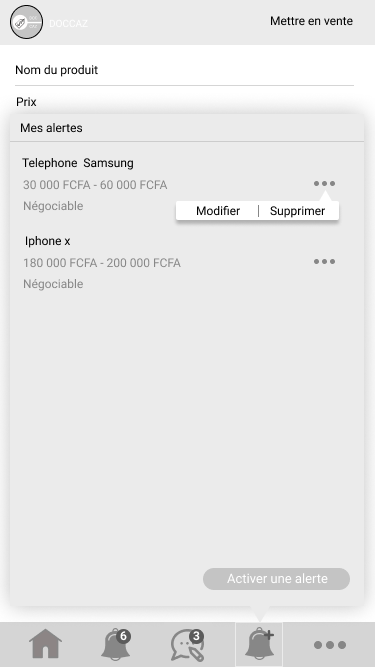 DOCCAZ
Mettre en vente
Nom du produit
Prix
Mes alertes
Telephone Samsung
30 000 FCFA - 60 000 FCFA
Négociable
Modifier | Supprimer
Iphone x
180 000 FCFA - 200 000 FCFA
Négociable
Activer une alerte
6
3